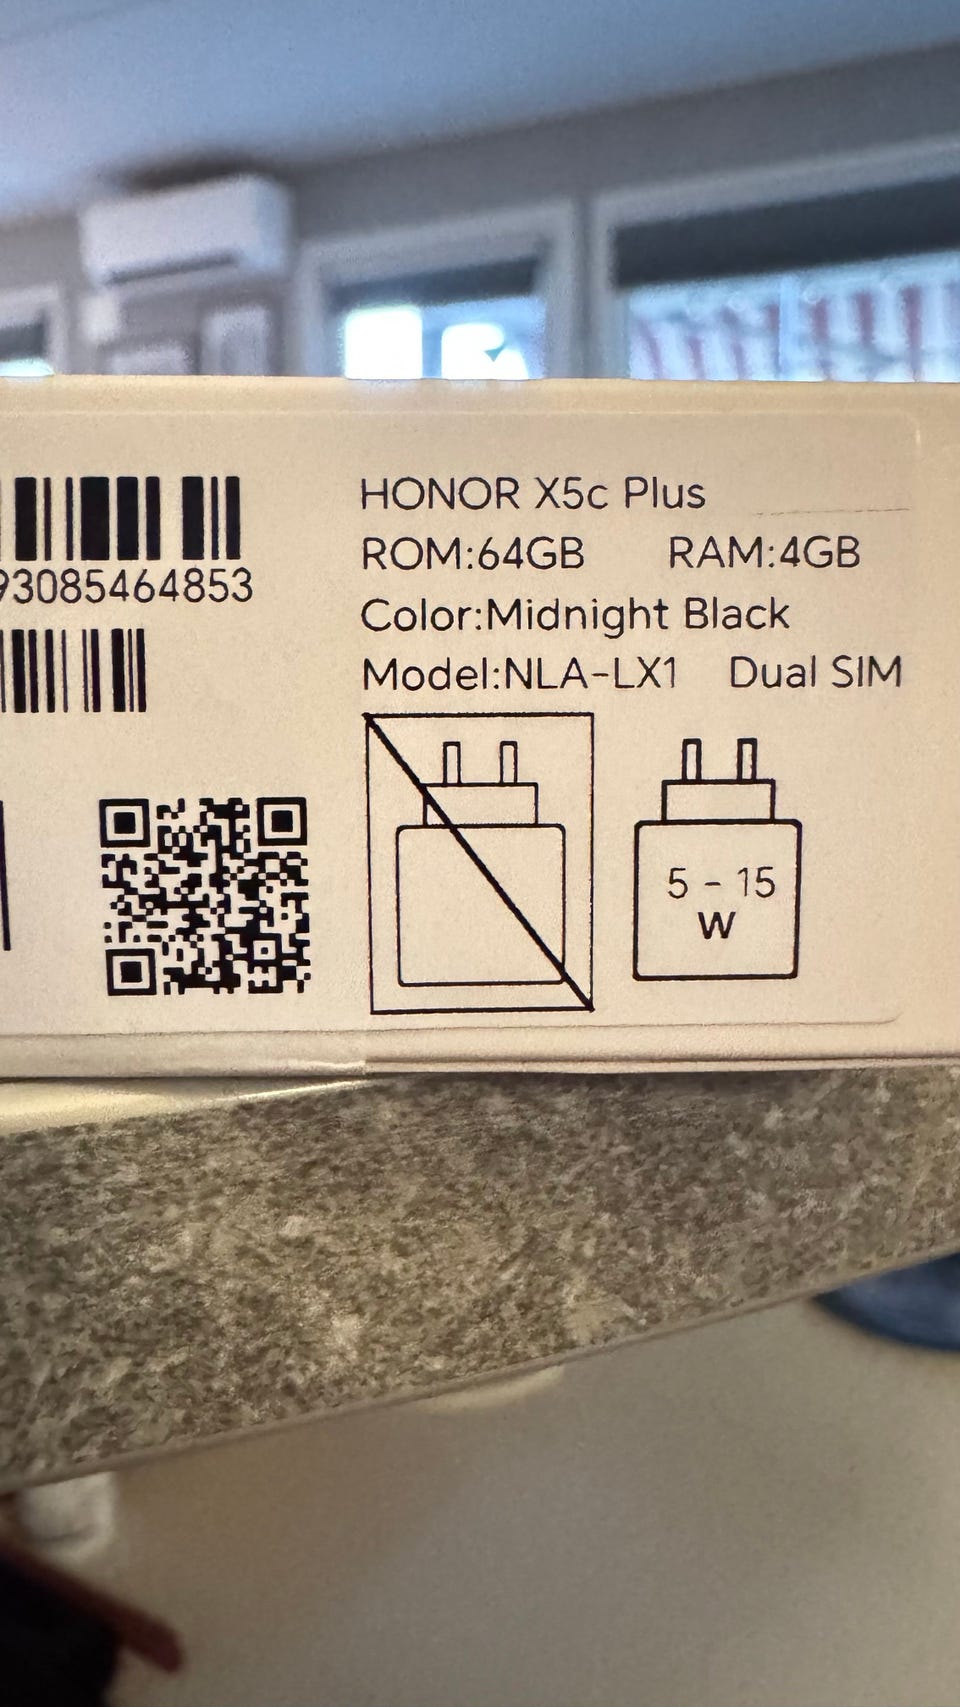 HONOR X5c Plus
ROM:64GB RAM:4GB
Color:Midnight Black
Model:NLA-LX1 Dual SIM
93085464853
5 - 15
W